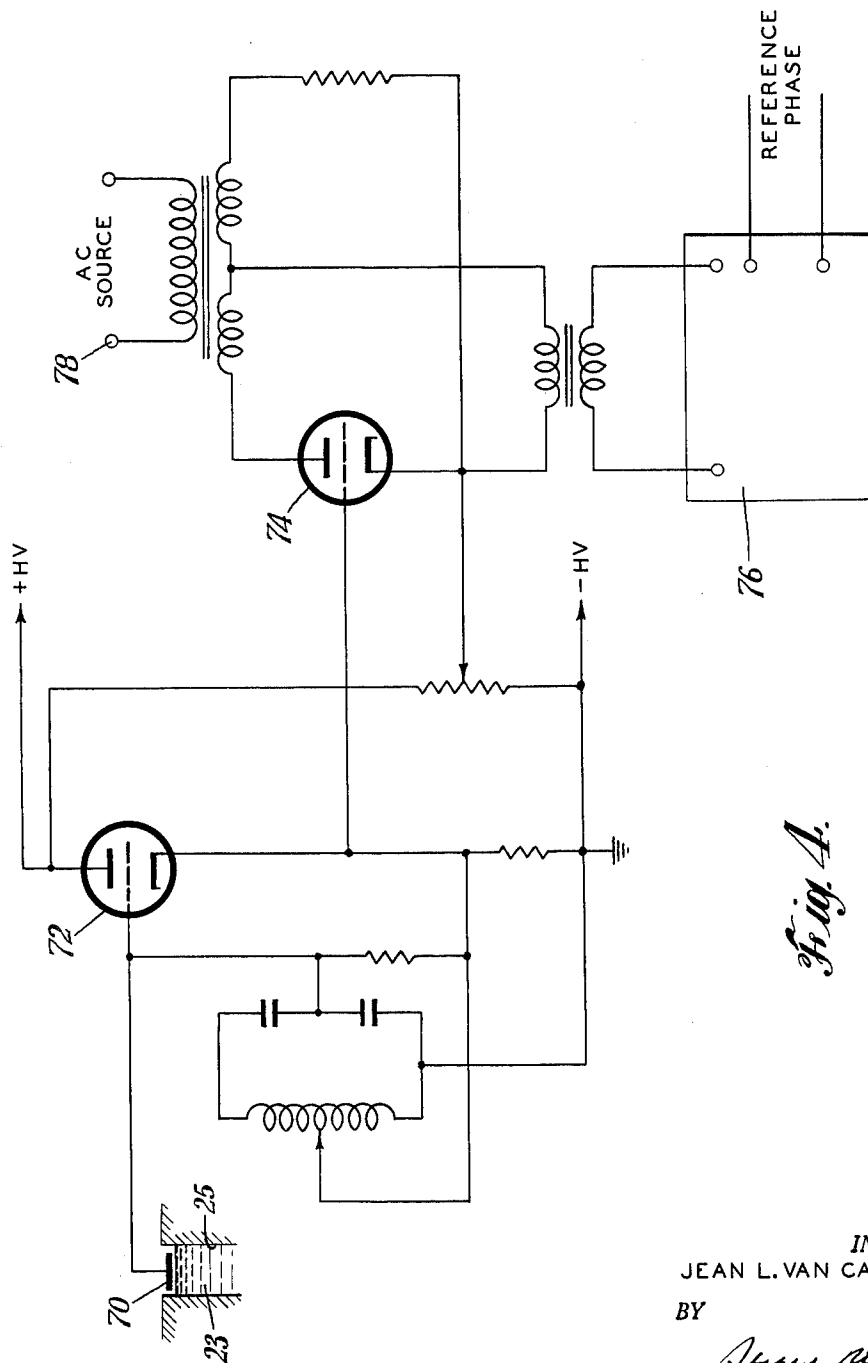 AC
SOURCE
78
74
REFERENCE
PHASE
76
+HV
-HV
72
70
25
23
Fig. 4.
IN
JEAN L. VAN CA
BY